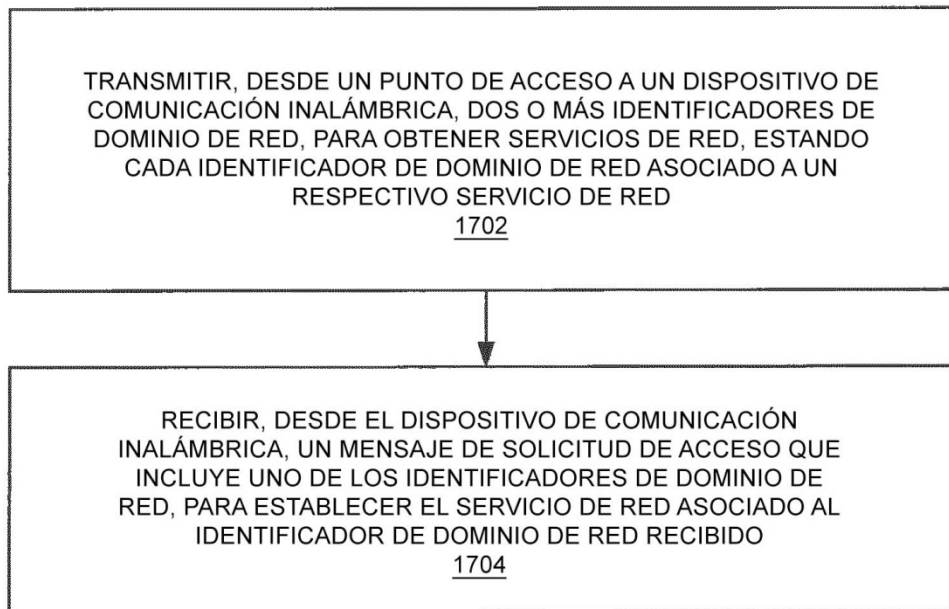 TRANSMITIR, DESDE UN PUNTO DE ACCESO A UN DISPOSITIVO DE
COMUNICACIÓN INALÁMBRICA, DOS O MÁS IDENTIFICADORES DE
DOMINIO DE RED, PARA OBTENER SERVICIOS DE RED, ESTANDO
CADA IDENTIFICADOR DE DOMINIO DE RED ASOCIADO A UN
RESPECTIVO SERVICIO DE RED
1702
RECIBIR, DESDE EL DISPOSITIVO DE COMUNICACIÓN
INALÁMBRICA, UN MENSAJE DE SOLICITUD DE ACCESO QUE
INCLUYE UNO DE LOS IDENTIFICADORES DE DOMINIO DE
RED, PARA ESTABLECER EL SERVICIO DE RED ASOCIADO AL
IDENTIFICADOR DE DOMINIO DE RED RECIBIDO
1704